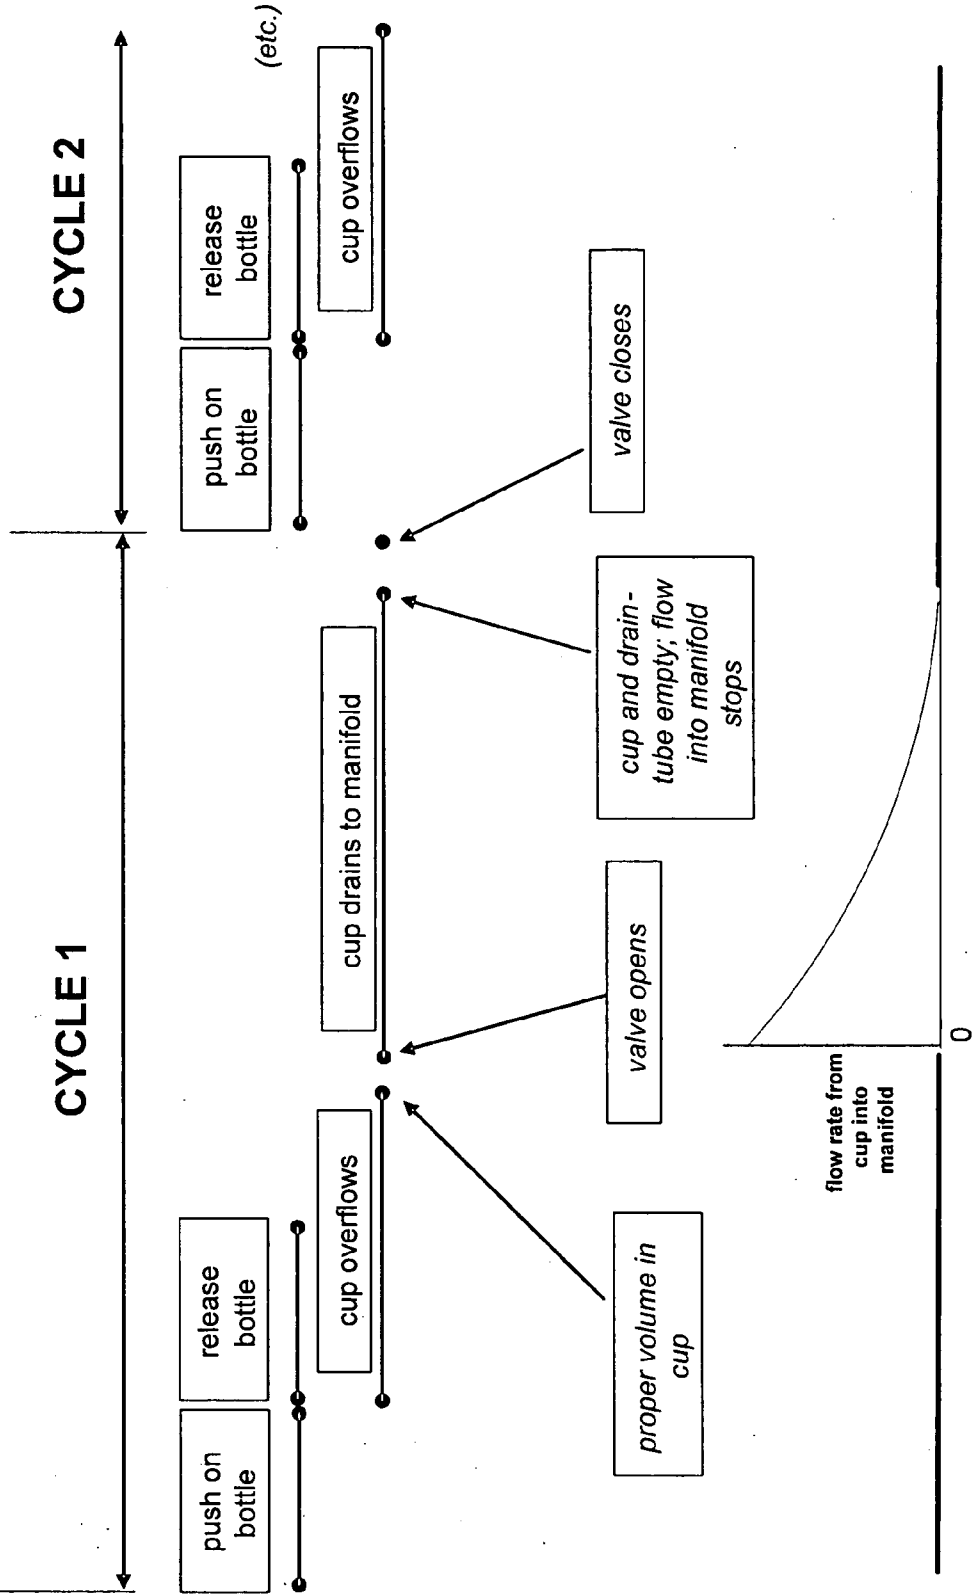 CYCLE 1
CYCLE 2
push on
bottle
release
bottle
push on
bottle
release
bottle
(etc.)
cup overflows
cup drains to manifold
cup overflows
proper volume in
cup
valve opens
cup and drain-
tube empty; flow
into manifold
stops
valve closes
flow rate from
cup into
manifold
0